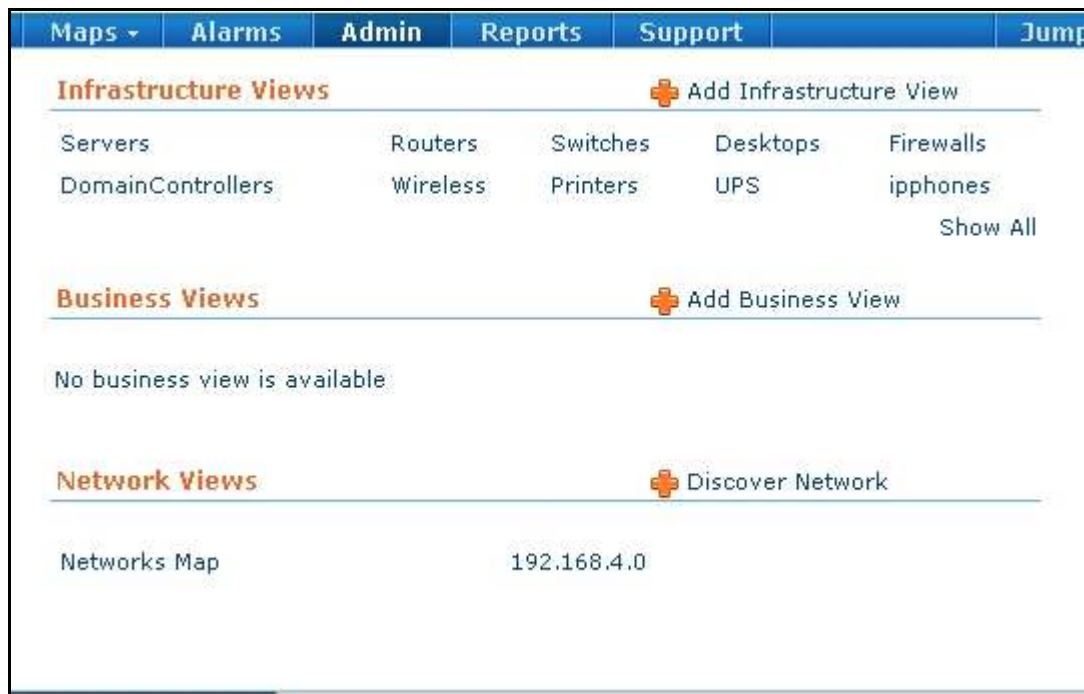 Maps Alarms Admin Reports Support Jump
Infrastructure Views Add Infrastructure View
Servers Routers Switches Desktops Firewalls
DomainControllers Wireless Printers UPS ipphones
Show All
Business Views Add Business View
No business view is available
Network Views Discover Network
Networks Map 192.168.4.0